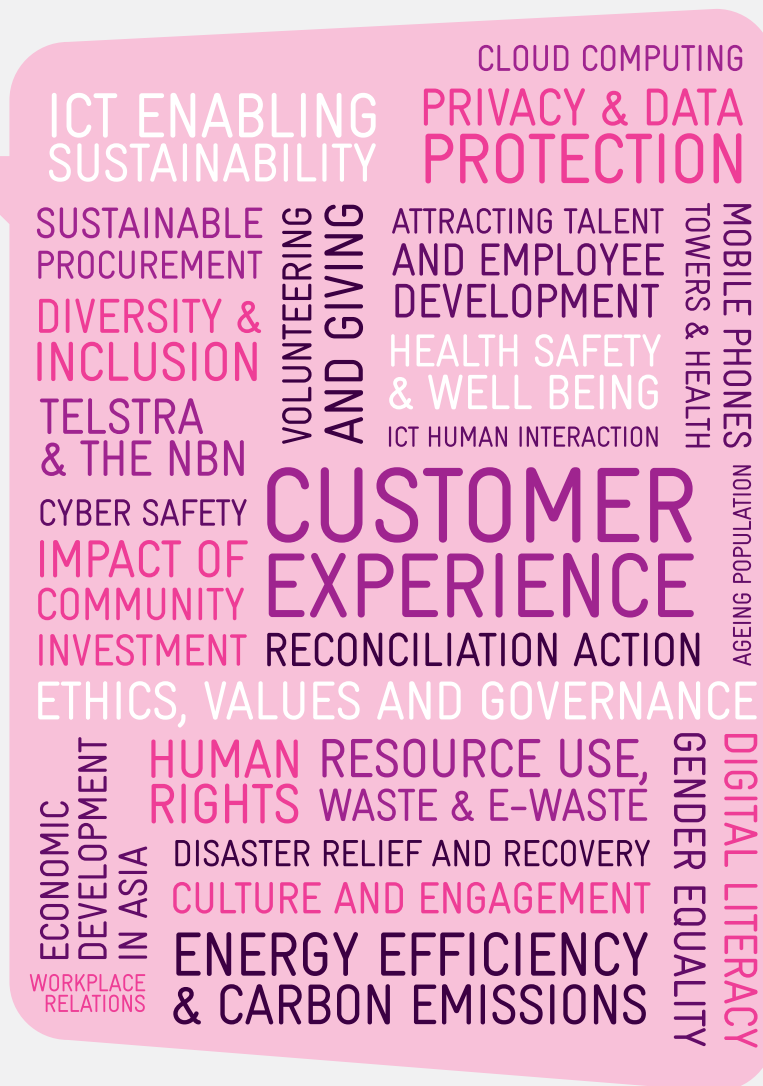 CLOUD COMPUTING
ICT ENABLING
SUSTAINABILITY
PRIVACY & DATA
PROTECTION
SUSTAINABLE
PROCUREMENT
DIVERSITY &
INCLUSION
TELSTRA
& THE NBN
VOLUNTEERING
AND GIVING
ATTRACTING TALENT
AND EMPLOYEE
DEVELOPMENT
HEALTH SAFETY
& WELL BEING
ICT HUMAN INTERACTION
MOBILE PHONES
TOWERS & HEALTH
CYBER SAFETY
IMPACT OF
COMMUNITY
INVESTMENT
CUSTOMER
EXPERIENCE
RECONCILIATION ACTION
AGEING POPULATION
ETHICS, VALUES AND GOVERNANCE
ECONOMIC
DEVELOPMENT
IN ASIA
HUMAN
RIGHTS
RESOURCE USE,
WASTE & E-WASTE
DISASTER RELIEF AND RECOVERY
CULTURE AND ENGAGEMENT
ENERGY EFFICIENCY
& CARBON EMISSIONS
WORKPLACE
RELATIONS
GENDER EQUALITY
DIGITAL LITERACY